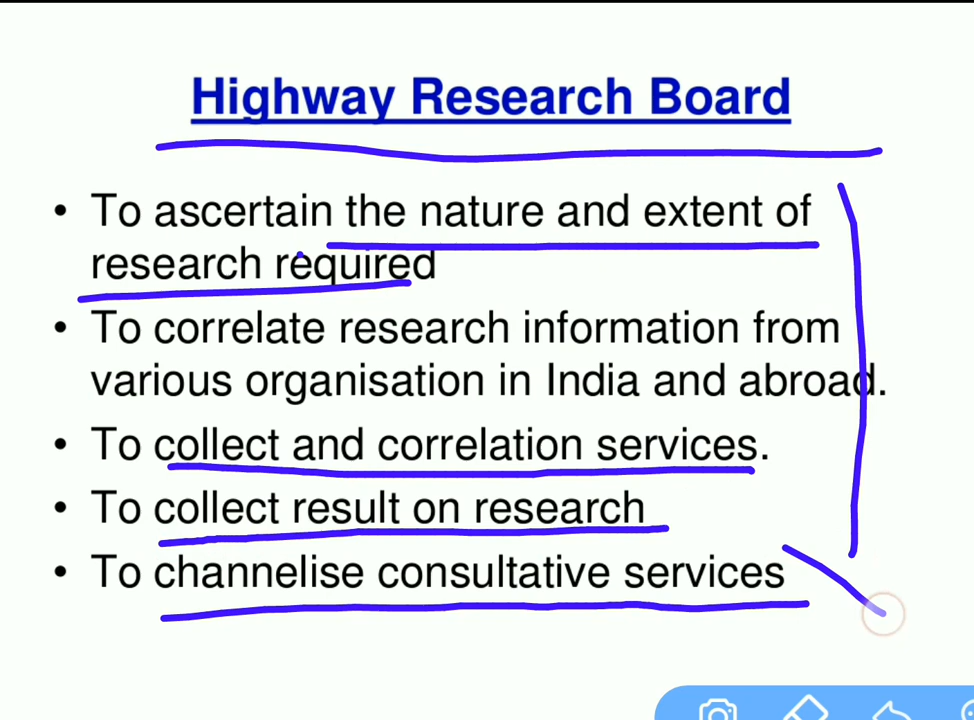 Highway Research Board
• To ascertain the nature and extent of
research required
• To correlate research information from
various organisation in India and abroad.
• To collect and correlation services.
• To collect result on research
• To channelise consultative services